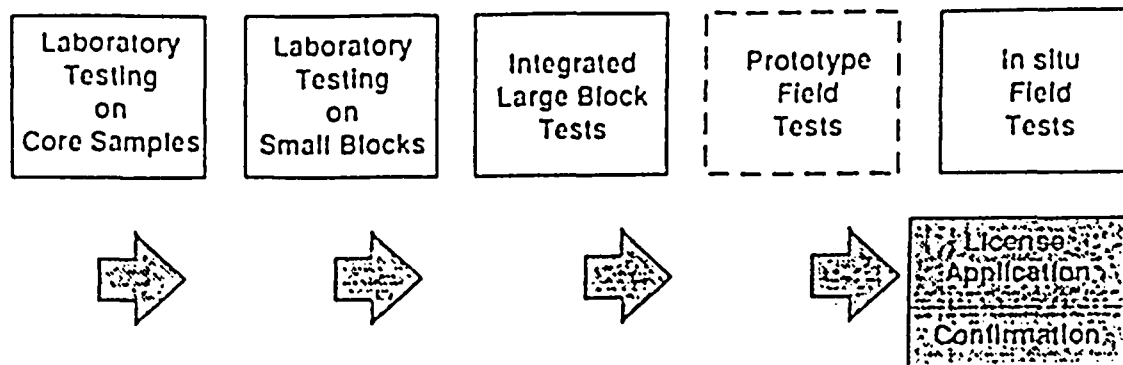 Laboratory
Testing
on
Core Samples
Laboratory
Testing
on
Small Blocks
Integrated
Large Block
Tests
Prototype
Field
Tests
In situ
Field
Tests
License
Application
Confirmation